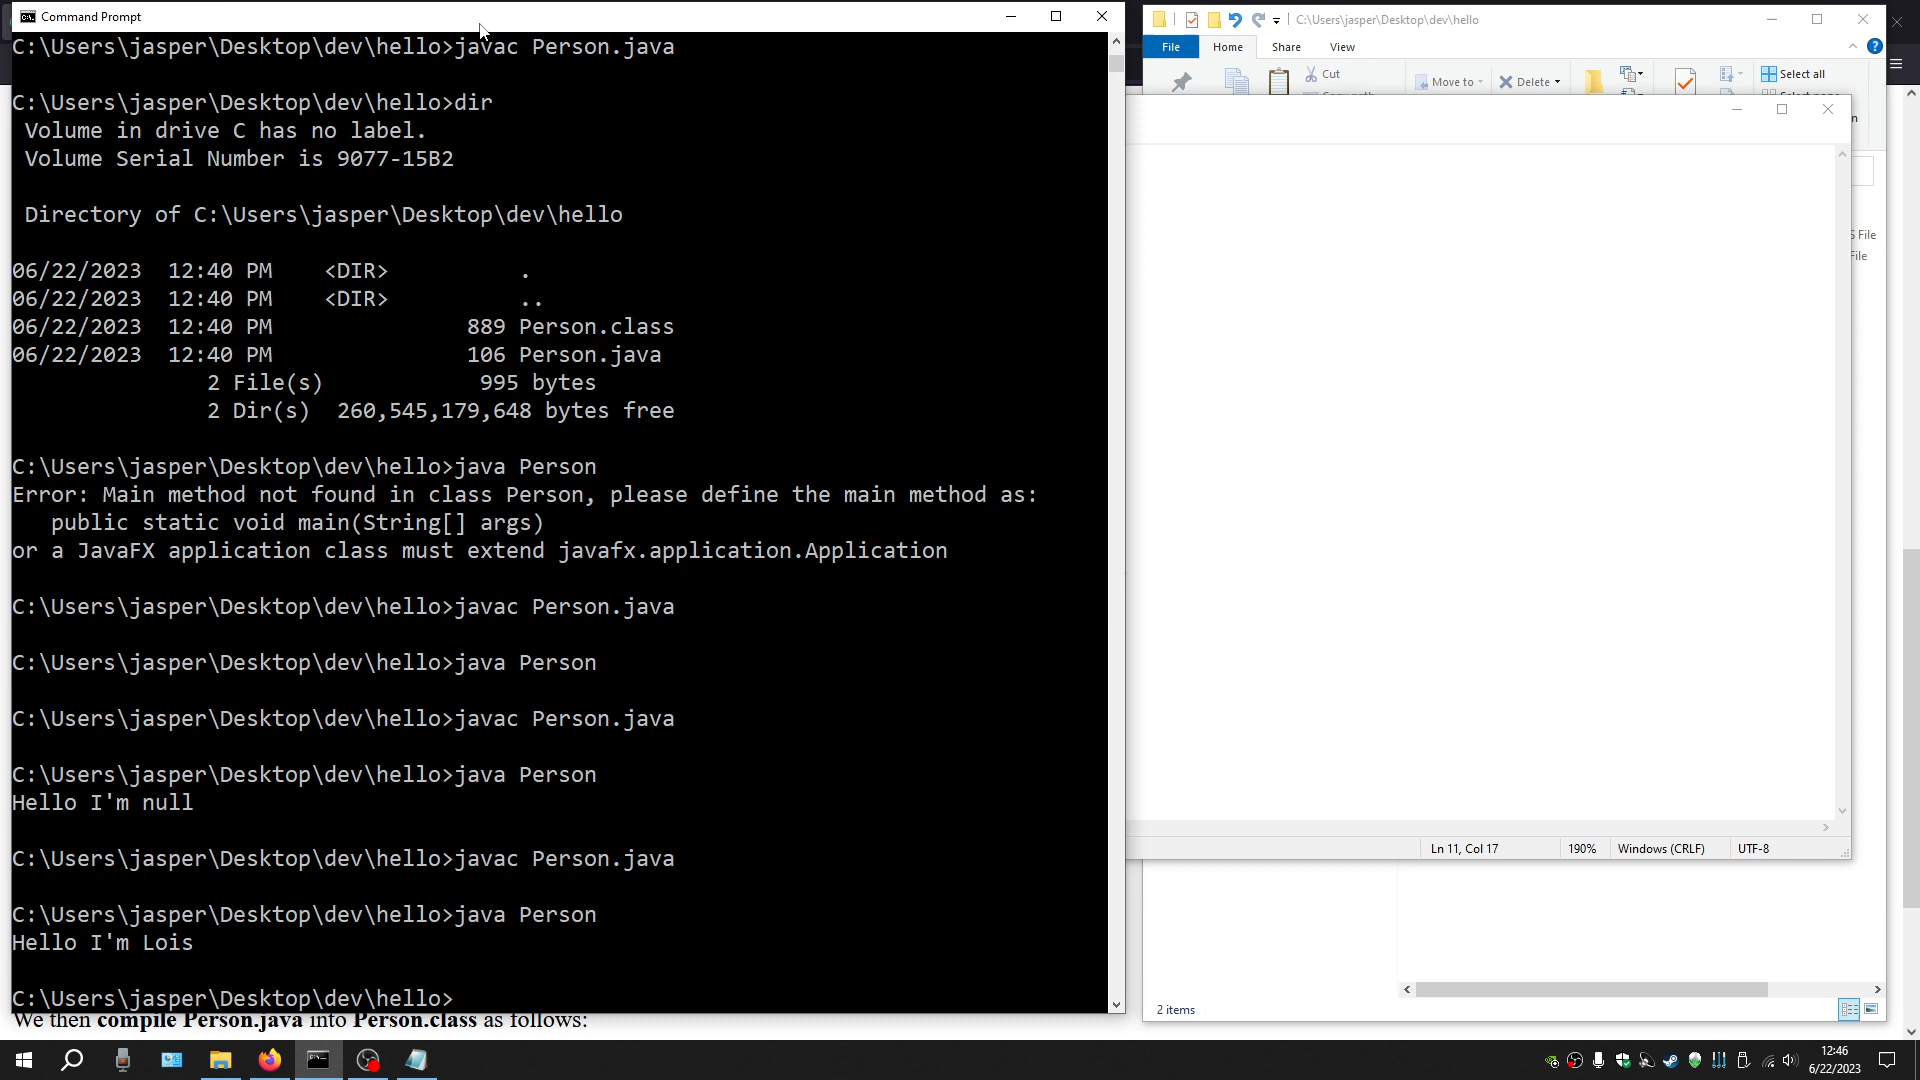 Command Prompt
C:\Users\jasper\Desktop\dev\hello>javac Person.java
C:\Users\jasper\Desktop\dev\hello>dir
Volume in drive C has no label.
Volume Serial Number is 9077-15B2
Directory of C:\Users\jasper\Desktop\dev\hello
06/22/2023 12:40 PM <DIR> .
06/22/2023 12:40 PM <DIR> ..
06/22/2023 12:40 PM 889 Person.class
06/22/2023 12:40 PM 106 Person.java
2 File(s) 995 bytes
2 Dir(s) 260,545,179,648 bytes free
C:\Users\jasper\Desktop\dev\hello>java Person
Error: Main method not found in class Person, please define the main method as:
public static void main(String[] args)
or a JavaFX application class must extend javafx.application.Application
C:\Users\jasper\Desktop\dev\hello>javac Person.java
C:\Users\jasper\Desktop\dev\hello>java Person
C:\Users\jasper\Desktop\dev\hello>javac Person.java
C:\Users\jasper\Desktop\dev\hello>java Person
Hello I'm null
C:\Users\jasper\Desktop\dev\hello>javac Person.java
C:\Users\jasper\Desktop\dev\hello>java Person
Hello I'm Lois
C:\Users\jasper\Desktop\dev\hello>
We then compile Person.java into Person.class as follows:
C:\Users\jasper\Desktop\dev\hello
File Home Share View
Cut
Move to
Delete
Select all
S File
File
Ln 11, Col 17 190% Windows (CRLF) UTF-8
2 items
12:46
6/22/2023